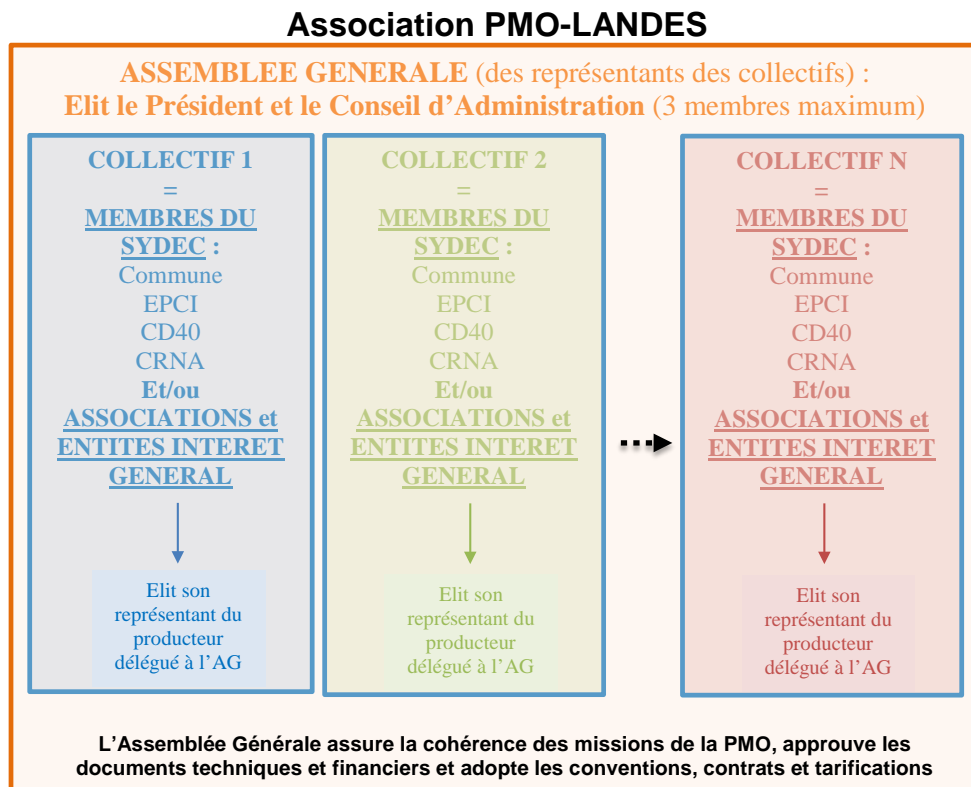 Association PMO-LANDES
ASSEMBLEE GENERALE (des représentants des collectifs) :
Elit le Président et le Conseil d'Administration (3 membres maximum)
COLLECTIF 1
=
MEMBRES DU
SYDEC :
Commune
EPCI
CD40
CRNA
Et/ou
ASSOCIATIONS et
ENTITES INTERET
GENERAL
Elit son
représentant du
producteur
délégué à l'AG
COLLECTIF 2
=
MEMBRES DU
SYDEC :
Commune
EPCI
CD40
CRNA
Et/ou
ASSOCIATIONS et
ENTITES INTERET
GENERAL
Elit son
représentant du
producteur
délégué à l'AG
COLLECTIF N
=
MEMBRES DU
SYDEC :
Commune
EPCI
CD40
CRNA
Et/ou
ASSOCIATIONS et
ENTITES INTERET
GENERAL
Elit son
représentant du
producteur
délégué à l'AG
L'Assemblée Générale assure la cohérence des missions de la PMO, approuve les
documents techniques et financiers et adopte les conventions, contrats et tarifications